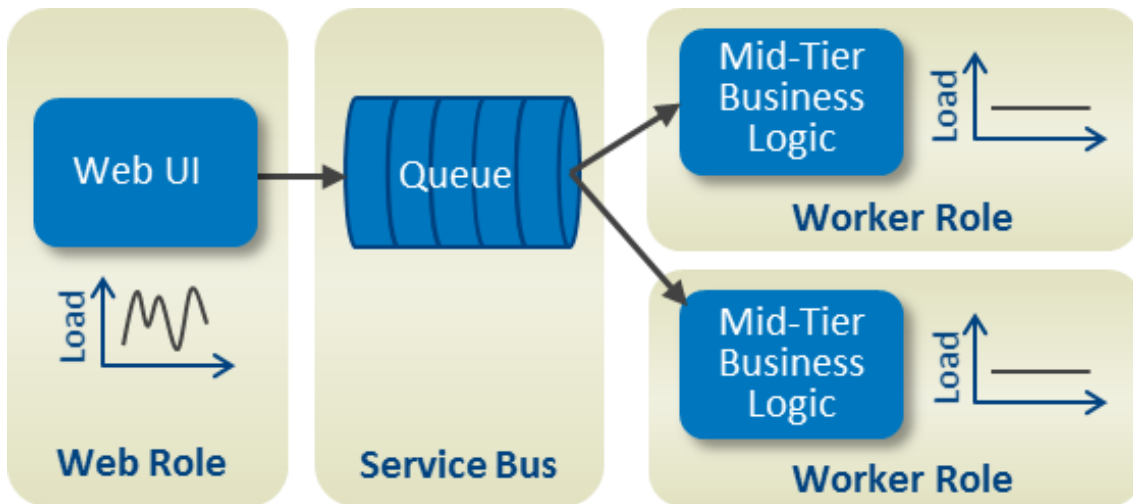 Web UI
Load
Web Role
Queue
Service Bus
Mid-Tier
Business
Logic
Load
Worker Role
Mid-Tier
Business
Logic
Load
Worker Role